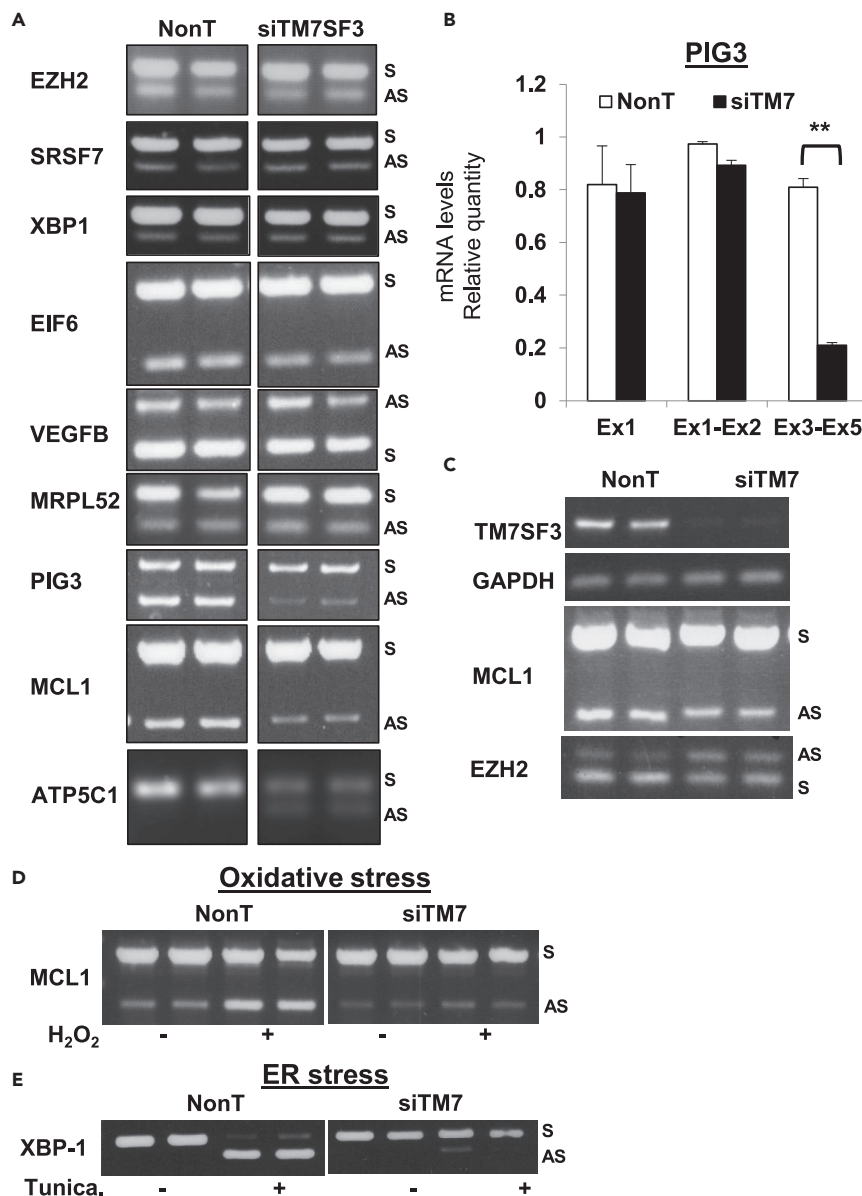 A
NonT siTM7SF3
EZH2 S
AS
SRSF7 S
AS
XBP1 S
AS
EIF6 S
AS
VEGFB AS
S
MRPL52 S
AS
PIG3 S
AS
MCL1 S
AS
ATP5C1 S
AS
B
PIG3
NonT siTM7
mRNA levels
Relative quantity
1.2
1
0.8
0.6
0.4
0.2
0
**
Ex1 Ex1-Ex2 Ex3-Ex5
C
NonT siTM7
TM7SF3
GAPDH
MCL1 S
AS
EZH2 AS
S
D
Oxidative stress
NonT siTM7
MCL1 S
AS
H₂O₂ - + - +
E
ER stress
NonT siTM7
XBP-1 S
AS
Tunica. - + - +